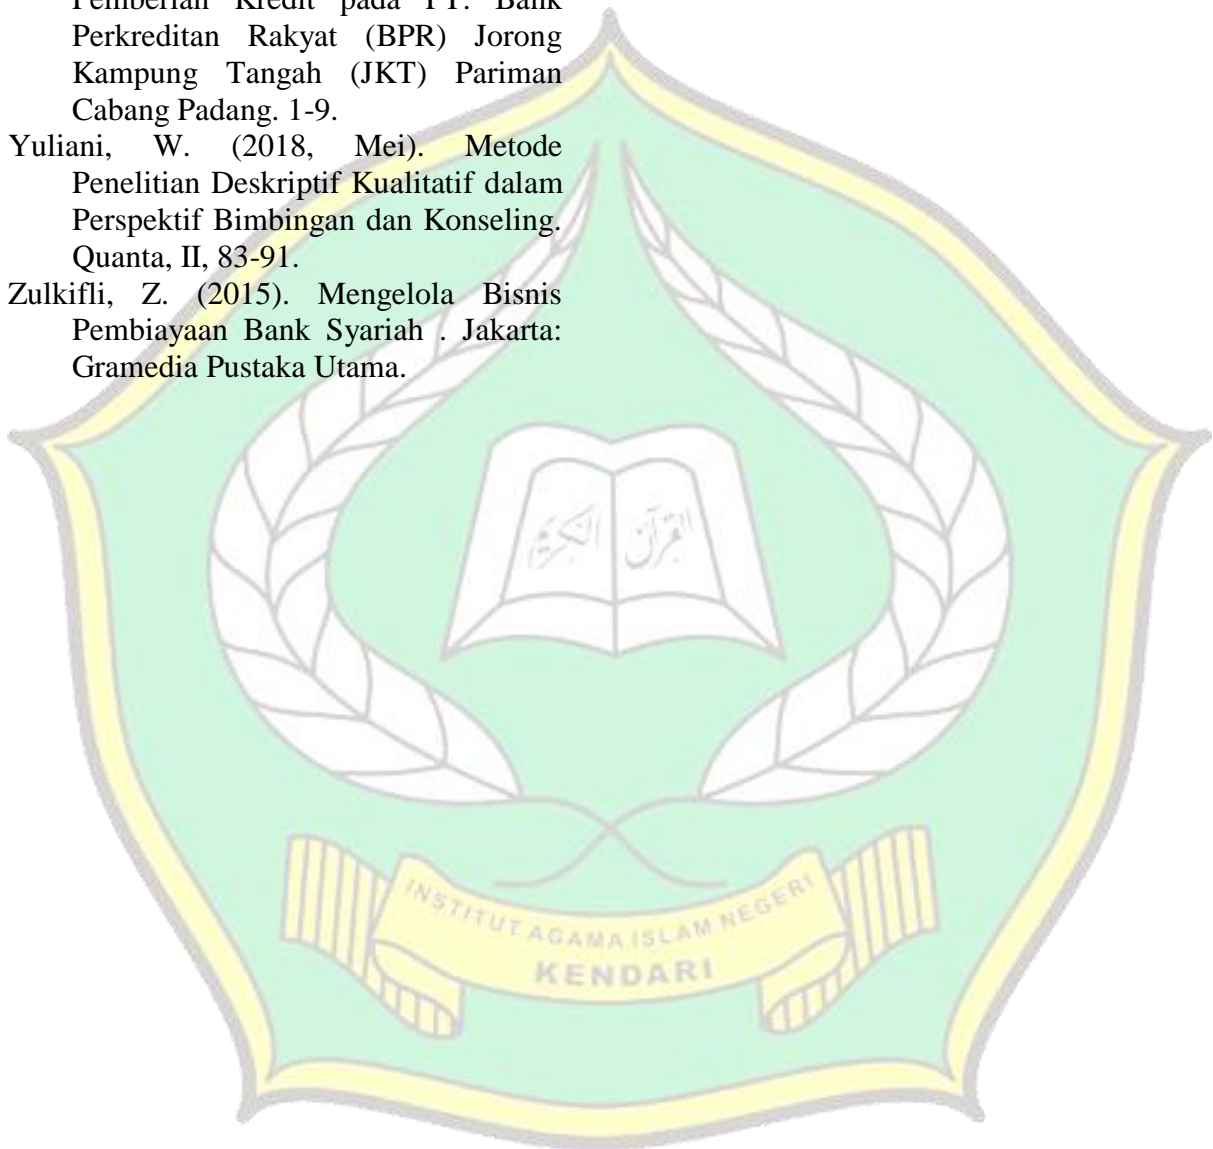 Pemberian Kredit pada PT. Bank
Perkreditan Rakyat (BPR) Jorong
Kampung Tangah (JKT) Pariman
Cabang Padang. 1-9.
Yuliani, W. (2018, Mei). Metode
Penelitian Deskriptif Kualitatif dalam
Perspektif Bimbingan dan Konseling.
Quanta, II, 83-91.
Zulkifli, Z. (2015). Mengelola Bisnis
Pembiayaan Bank Syariah . Jakarta:
Gramedia Pustaka Utama.
القرآن الكريم
INSTITUT AGAMA ISLAM NEGERI
KENDARI